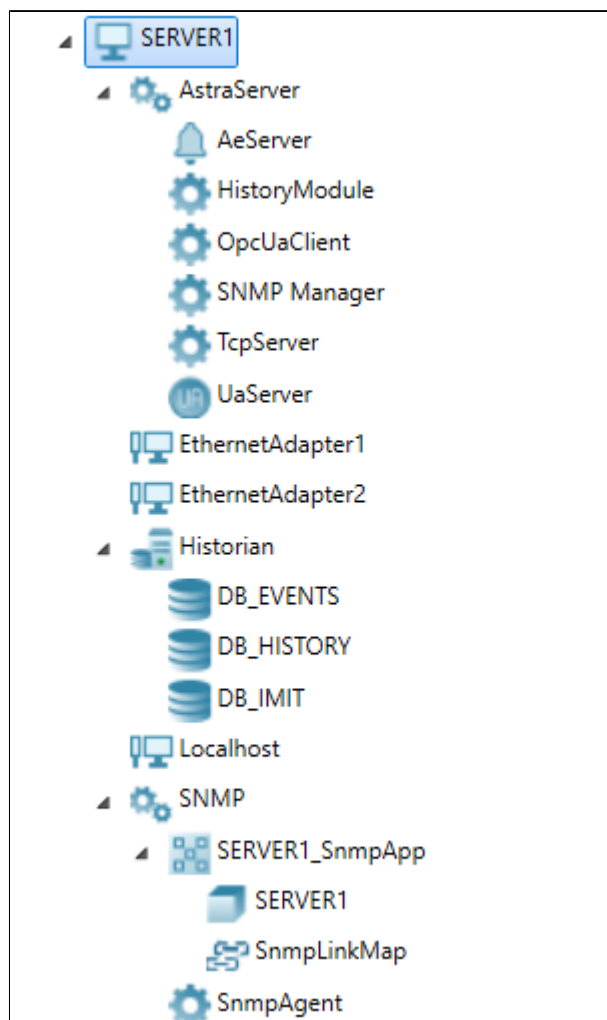 SERVER1
AstraServer
AeServer
HistoryModule
OpcUaClient
SNMP Manager
TcpServer
UA UaServer
EthernetAdapter1
EthernetAdapter2
Historian
DB_EVENTS
DB_HISTORY
DB_IMIT
Localhost
SNMP
SERVER1_SnmpApp
SERVER1
SnmpLinkMap
SnmpAgent